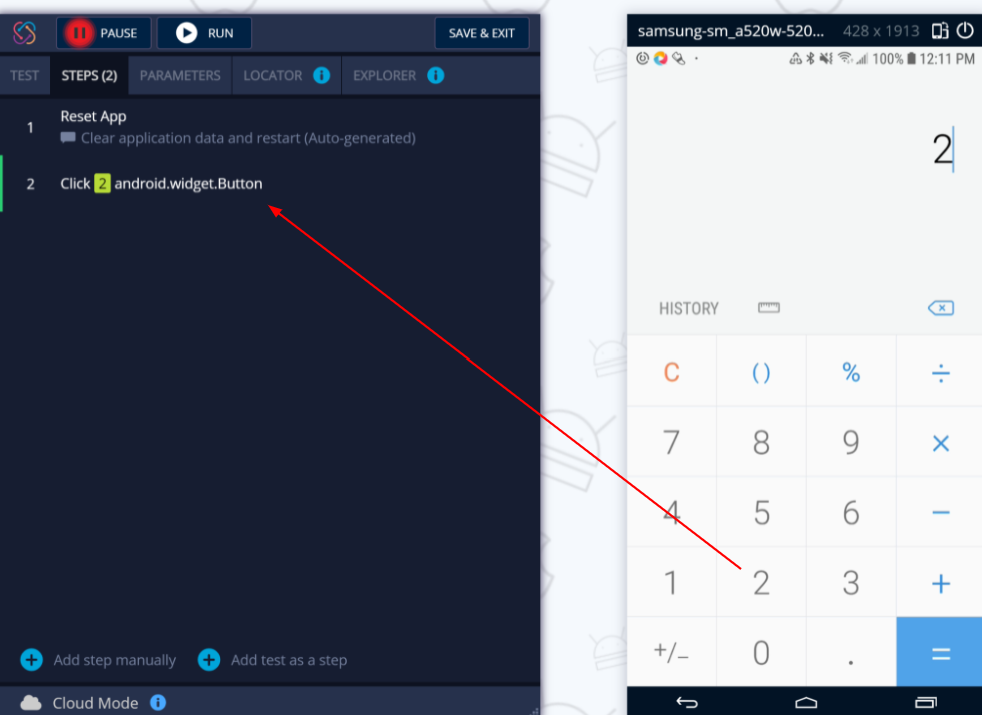 PAUSE
RUN
SAVE & EXIT
TEST
STEPS (2)
PARAMETERS
LOCATOR i
EXPLORER i
1
Reset App
Clear application data and restart (Auto-generated)
2
Click 2 android.widget.Button
Add step manually
Add test as a step
Cloud Mode i
samsung-sm_a520w-520... 428 x 1913
100% 12:11 PM
2
HISTORY
C ( ) % ÷
7 8 9 ×
4 5 6 −
1 2 3 +
+/− 0 . =